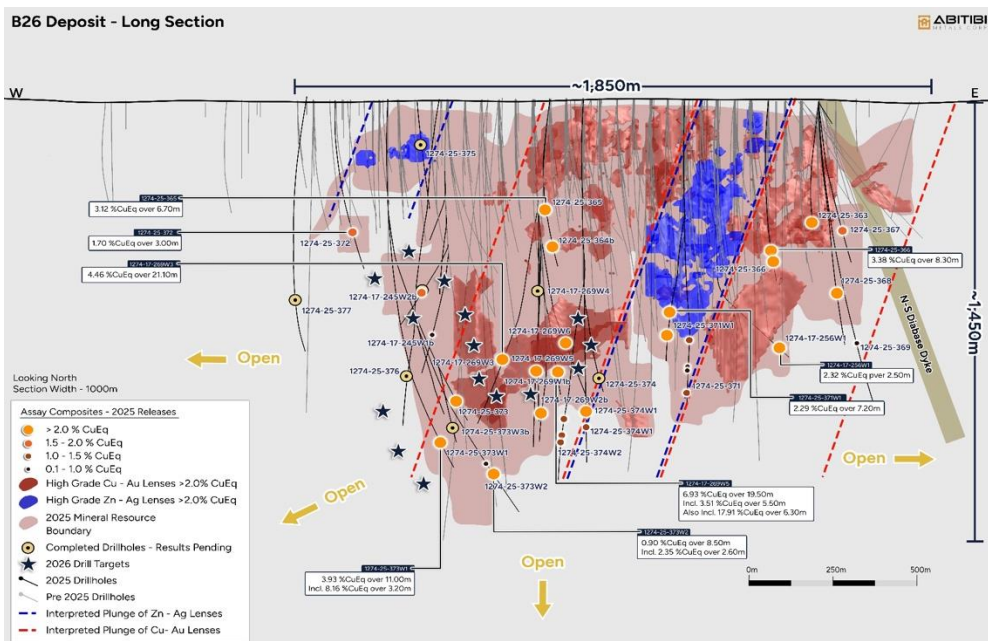 B26 Deposit - Long Section
ABITIBI
METALS CORP
~1,850m
W
E
1274-25-375
1274-25-365
3.12 %CuEq over 6.70m
1274-25-365
1274-25-363
1274-25-367
1274-25-372
1.70 %CuEq over 3.00m
1274-25-372
1274-25-364b
1274-25-366
1274-25-366
3.38 %CuEq over 8.30m
1274-17-269W3
4.46 %CuEq over 21.10m
1274-17-245W2b
1274-17-269W4
1274-25-368
N-S Diabase Dyke
~1,450m
1274-25-377
1274-17-269W6
1274-25-371W1
1274-17-256W1
1274-17-245W1b
1274-25-369
Open
1274-17-269W3
1274-17-269W5
1274-17-256W1
2.32 %CuEq over 2.50m
1274-25-376
1274-17-269W1b
1274-25-374
1274-25-371
Looking North
Section Width - 1000m
1274-17-269W2b
1274-25-371W1
2.29 %CuEq over 7.20m
1274-25-373
1274-25-374W1
1274-25-373W3b
1274-25-374W1
1274-25-373W1
1274-25-374W2
Open
1274-25-373W2
Open
1274-17-269W5
6.93 %CuEq over 19.50m
Incl. 3.51 %CuEq over 5.50m
Also Incl. 17.91 %CuEq over 6.30m
1274-25-373W2
0.90 %CuEq over 8.50m
Incl. 2.35 %CuEq over 2.60m
1274-25-373W1
3.93 %CuEq over 11.00m
Incl. 8.16 %CuEq over 3.20m
Open
0m 250m 500m
Assay Composites - 2025 Releases
> 2.0 % CuEq
1.5 - 2.0 % CuEq
1.0 - 1.5 % CuEq
0.1 - 1.0 % CuEq
High Grade Cu - Au Lenses >2.0% CuEq
High Grade Zn - Ag Lenses >2.0% CuEq
2025 Mineral Resource
Boundary
Completed Drillholes - Results Pending
2026 Drill Targets
2025 Drillholes
Pre 2025 Drillholes
Interpreted Plunge of Zn - Ag Lenses
Interpreted Plunge of Cu- Au Lenses